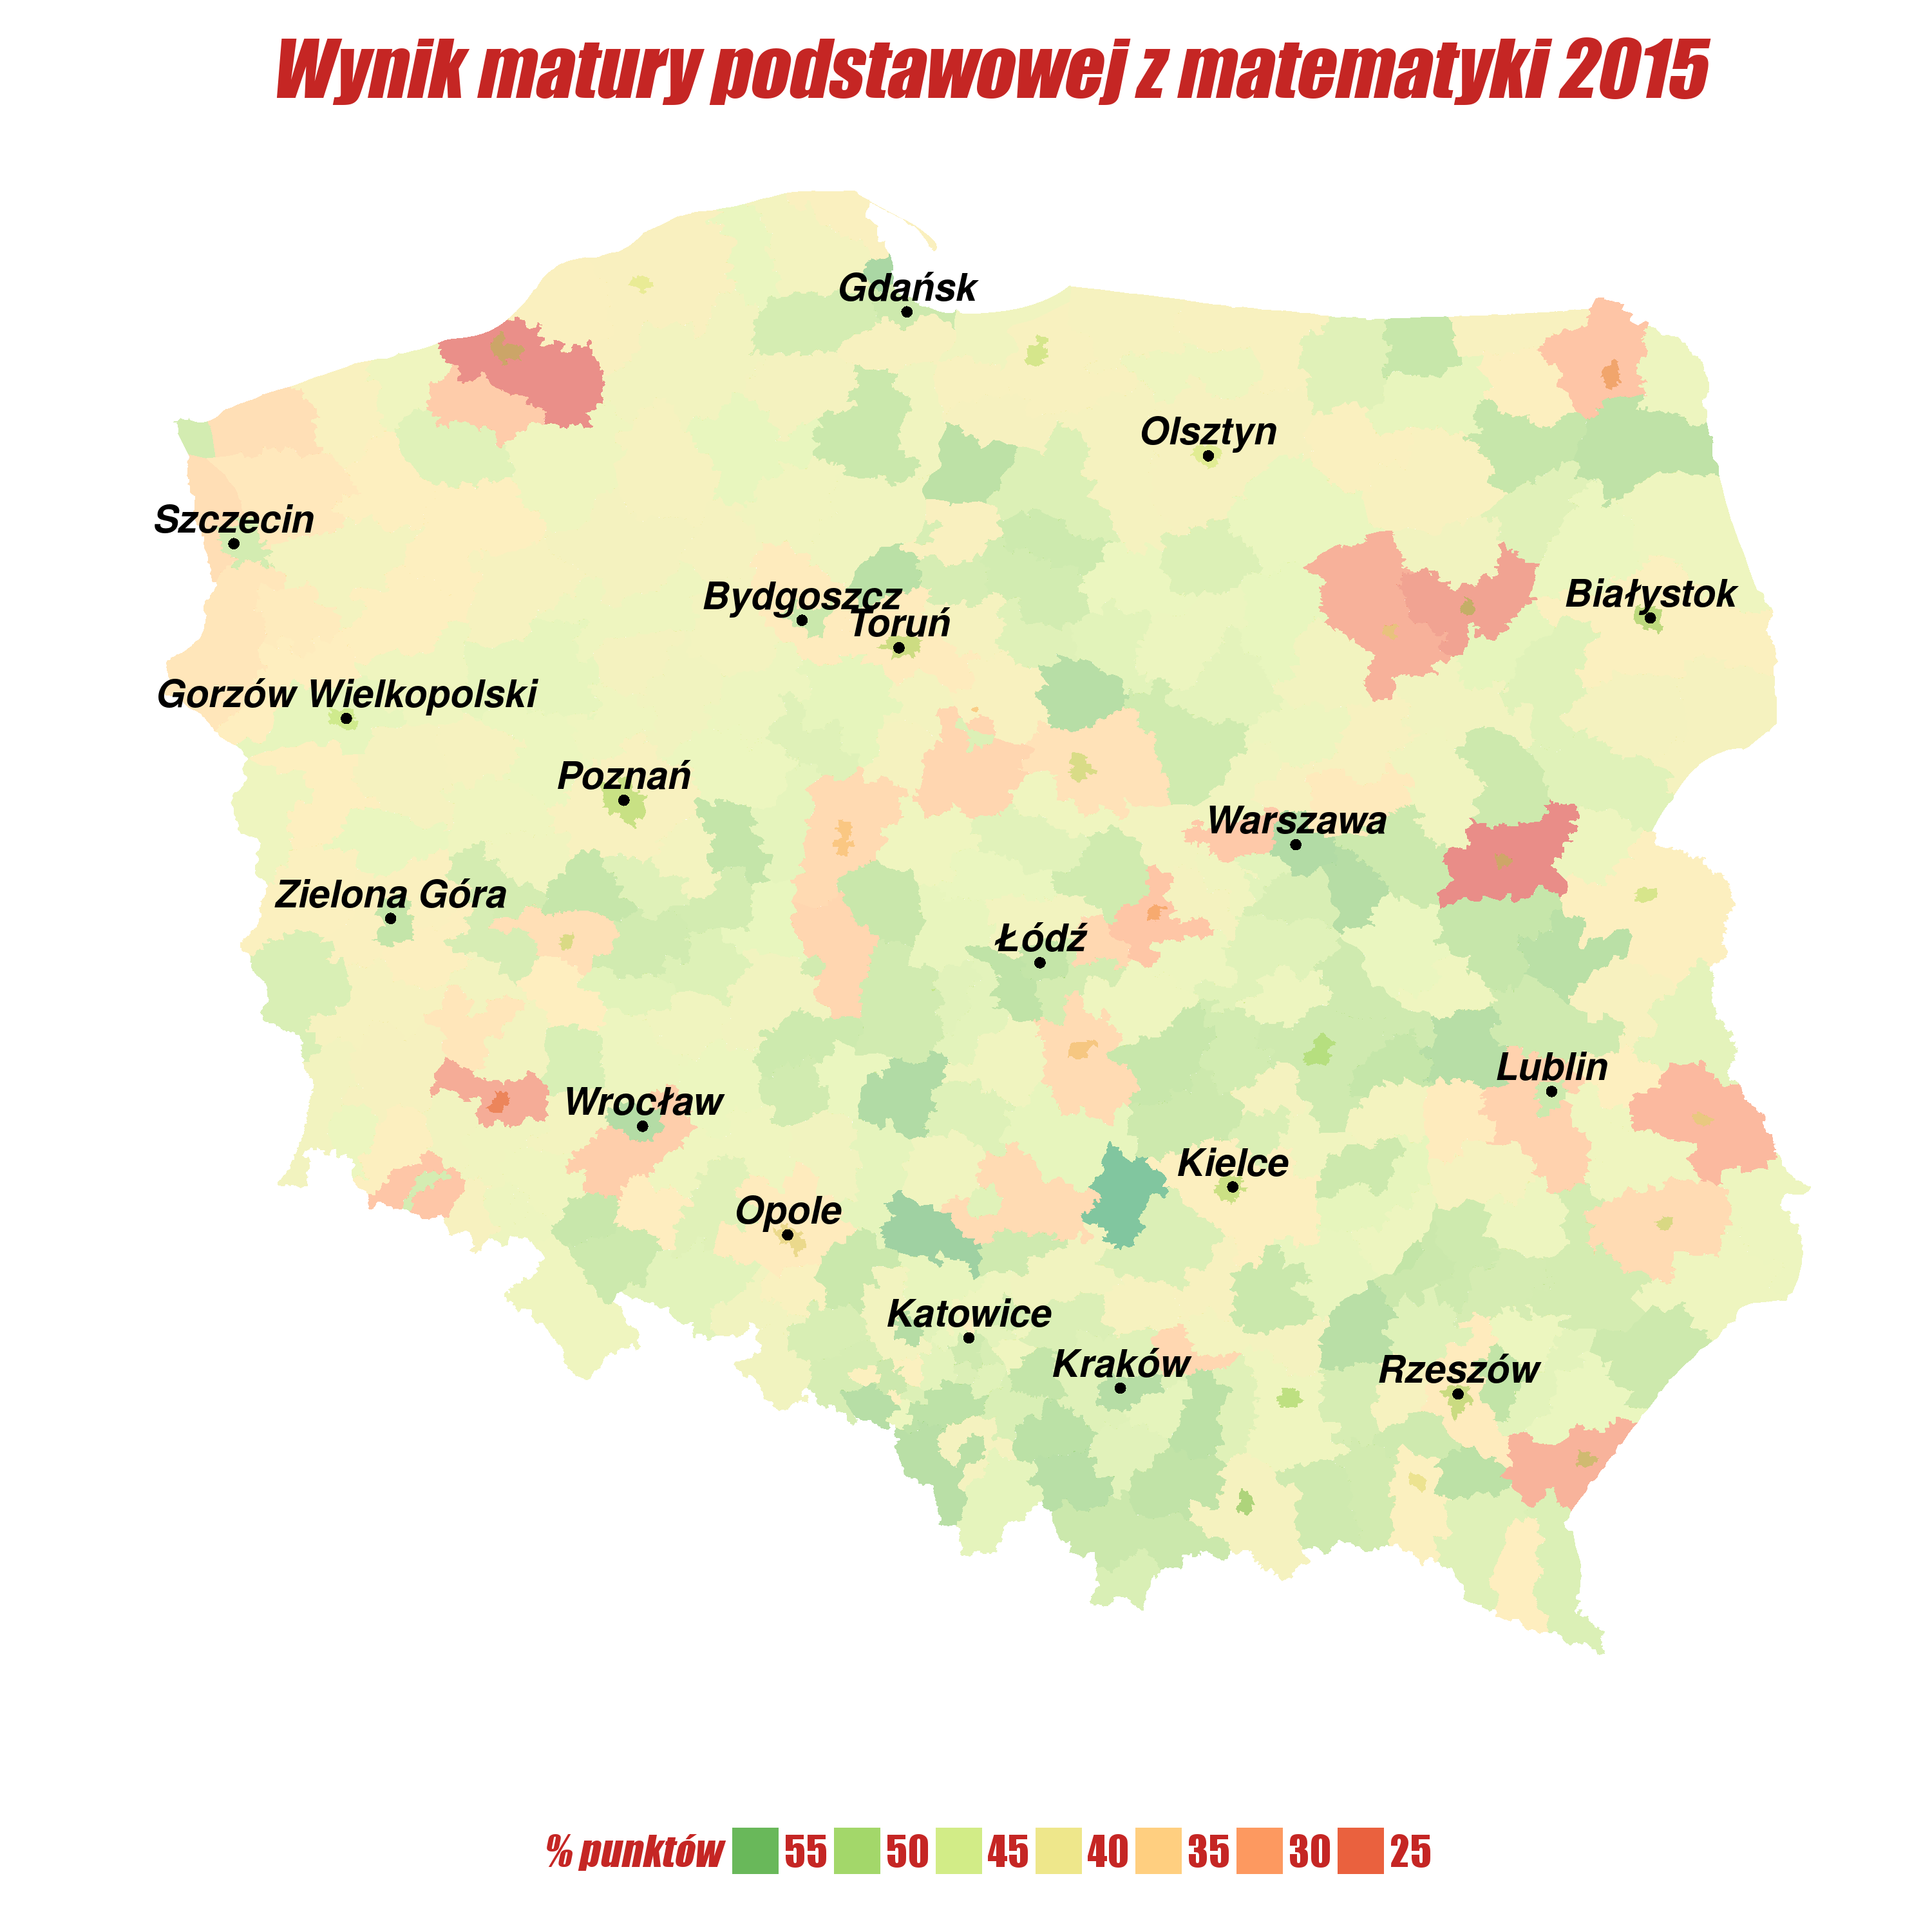 Wynik matury podstawowej z matematyki 2015
Gdańsk
Olsztyn
Szczecin
Bydgoszcz
Białystok
Toruń
Gorzów Wielkopolski
Poznań
Warszawa
Zielona Góra
Łódź
Lublin
Wrocław
Kielce
Opole
Katowice
Kraków
Rzeszów
% punktów 55 50 45 40 35 30 25